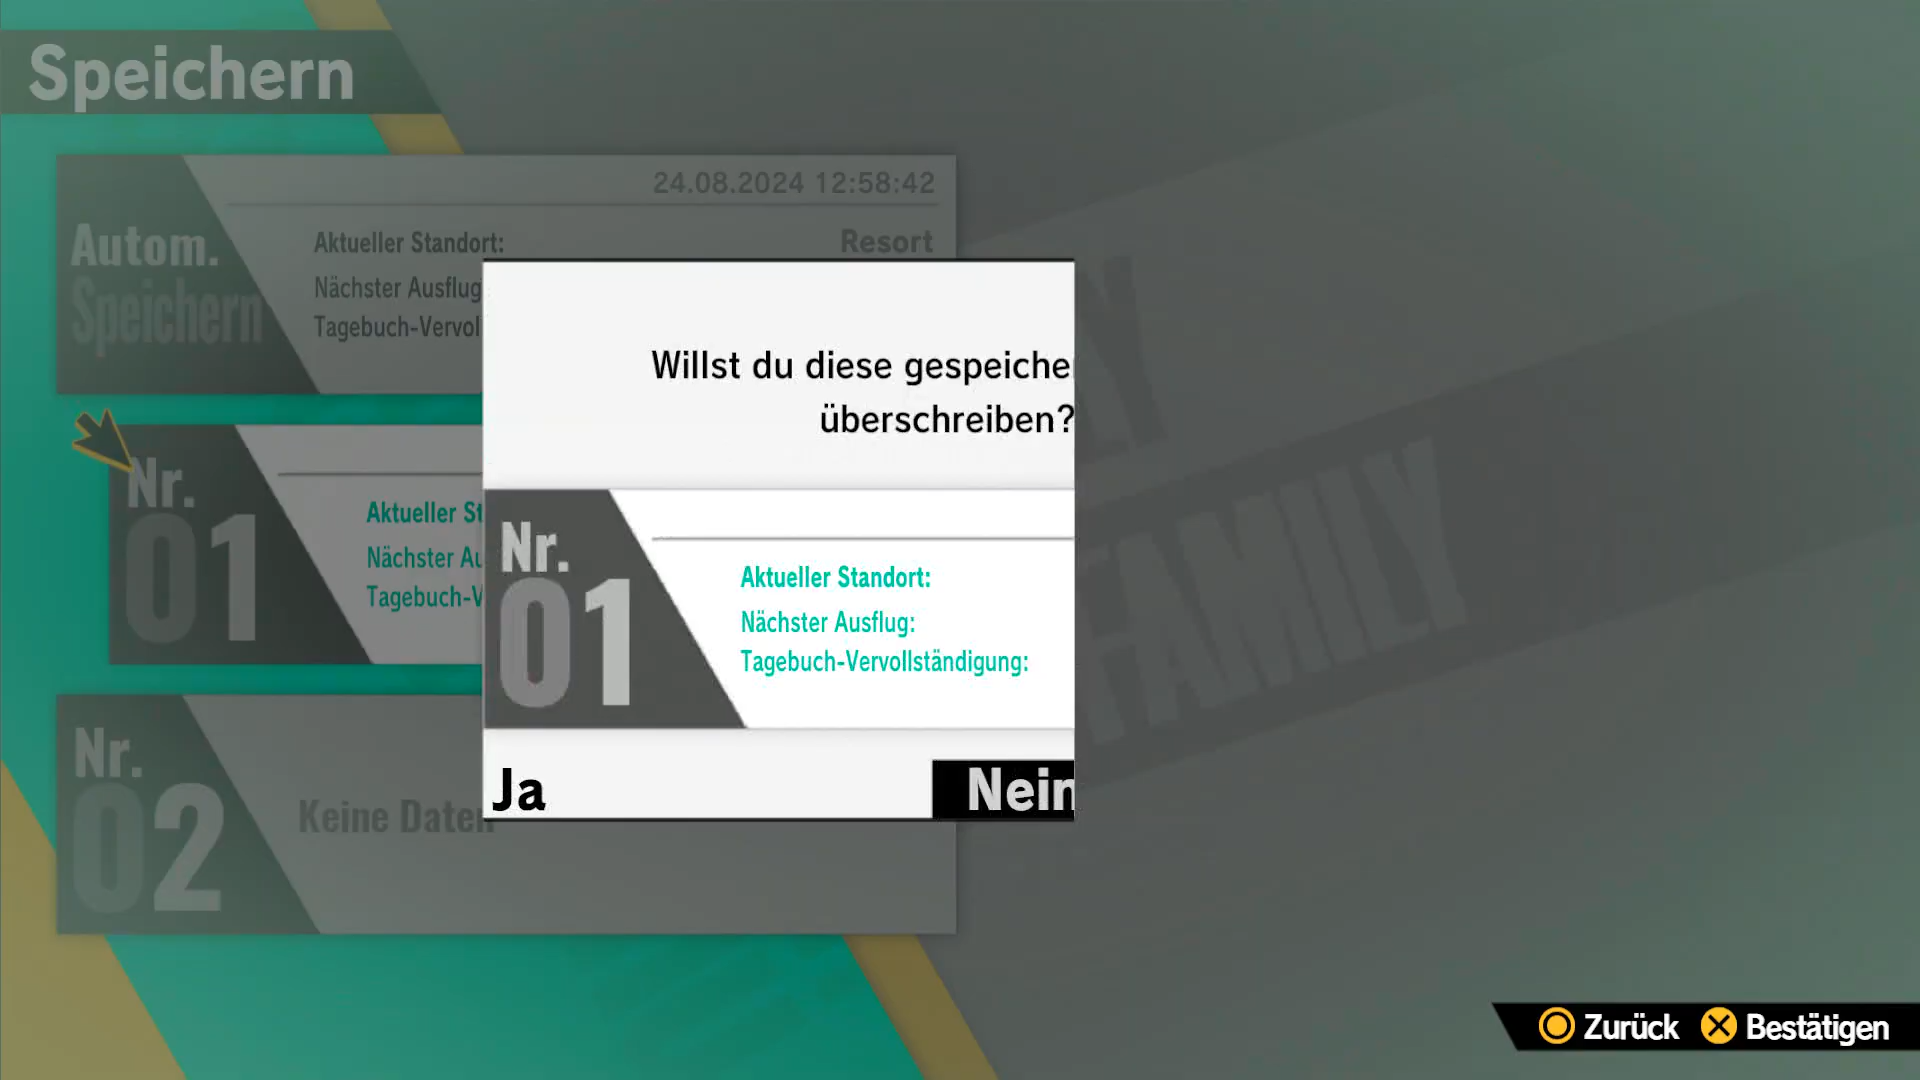 Speichern
24.08.2024 12:58:42
Autom.
Speichern
Aktueller Standort:
Resort
Nächster Ausflug
Tagebuch-Vervol
Nr.
01
Aktueller St
Nächster Au
Tagebuch-V
Nr.
02
Keine Daten
Willst du diese gespeiche
überschreiben?
Nr.
01
Aktueller Standort:
Nächster Ausflug:
Tagebuch-Vervollständigung:
Ja
Nein
FAMILY
Zurück
Bestätigen